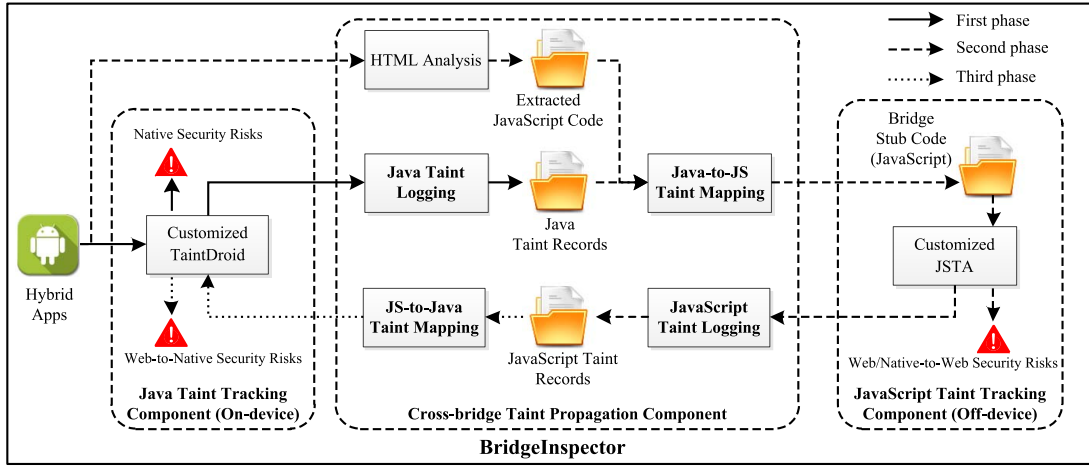 First phase
Second phase
Third phase
HTML Analysis
Extracted
JavaScript Code
Native Security Risks
Bridge
Stub Code
(JavaScript)
Java Taint
Logging
Java
Taint Records
Java-to-JS
Taint Mapping
Customized
TaintDroid
Customized
JSTA
Hybrid
Apps
JS-to-Java
Taint Mapping
JavaScript Taint
Records
JavaScript
Taint Logging
Web-to-Native Security Risks
Web/Native-to-Web Security Risks
Java Taint Tracking
Component (On-device)
Cross-bridge Taint Propagation Component
JavaScript Taint Tracking
Component (Off-device)
BridgeInspector